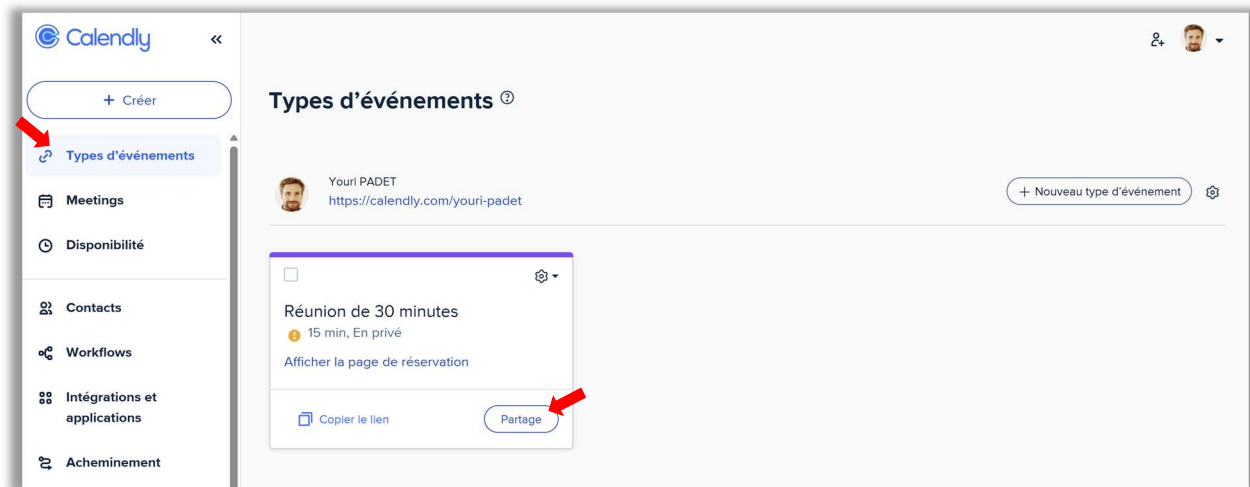 Calendly
«
+ Créer
Types d'événements
Meetings
Disponibilité
Contacts
Workflows
Intégrations et
applications
Acheminement
Types d'événements ?
Youri PADET
https://calendly.com/youri-padet
+ Nouveau type d'événement
Réunion de 30 minutes
15 min, En privé
Afficher la page de réservation
Copier le lien
Partage